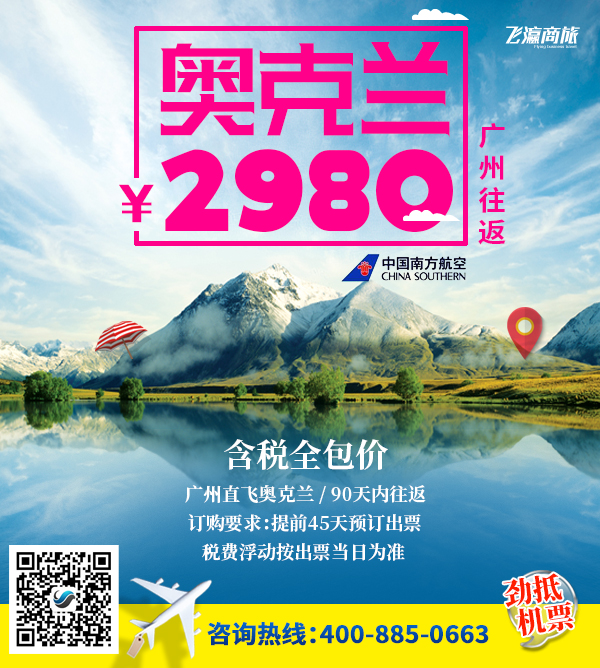 飞瀛商旅
Flying business travel
奥克兰
¥2980
广州往返
中国南方航空
CHINA SOUTHERN
含税全包价
广州直飞奥克兰 / 90天内往返
订购要求:提前45天预订出票
税费浮动按出票当日为准
劲抵
机票
咨询热线:400-885-0663